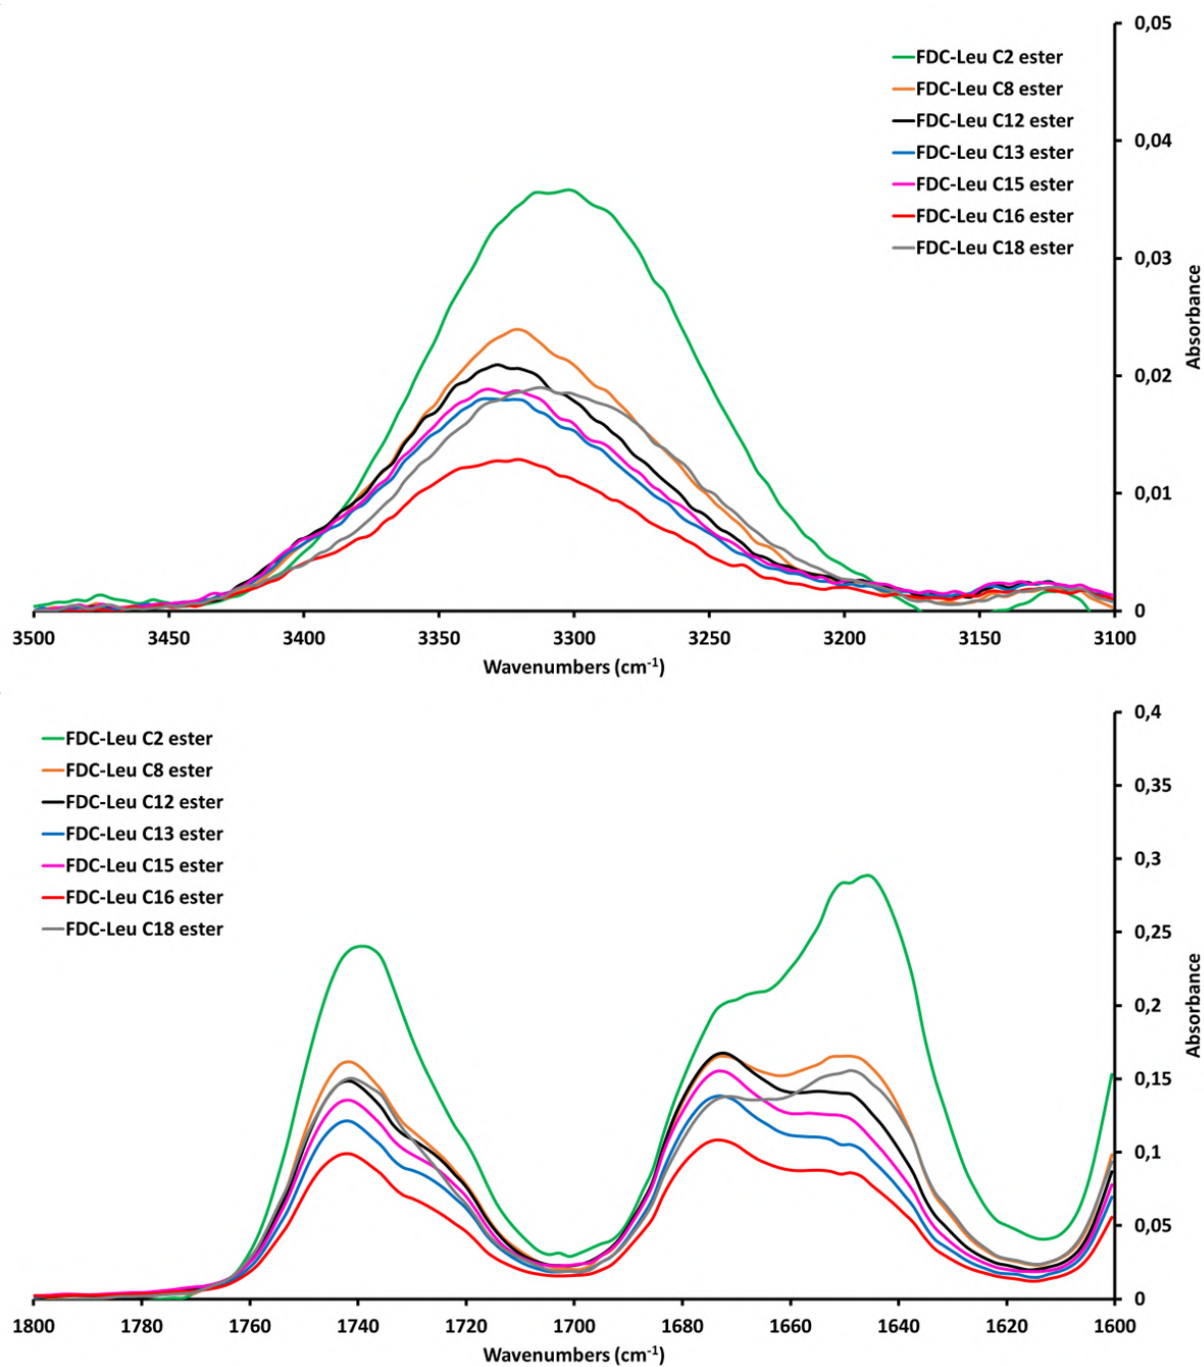 0,05
FDC-Leu C2 ester
FDC-Leu C8 ester
FDC-Leu C12 ester
FDC-Leu C13 ester
FDC-Leu C15 ester
FDC-Leu C16 ester
FDC-Leu C18 ester
0,04
0,03
0,02
0,01
0
Absorbance
3500 3450 3400 3350 3300 3250 3200 3150 3100
Wavenumbers (cm-1)
FDC-Leu C2 ester
FDC-Leu C8 ester
FDC-Leu C12 ester
FDC-Leu C13 ester
FDC-Leu C15 ester
FDC-Leu C16 ester
FDC-Leu C18 ester
0,4
0,35
0,3
0,25
0,2
0,15
0,1
0,05
0
Absorbance
1800 1780 1760 1740 1720 1700 1680 1660 1640 1620 1600
Wavenumbers (cm-1)